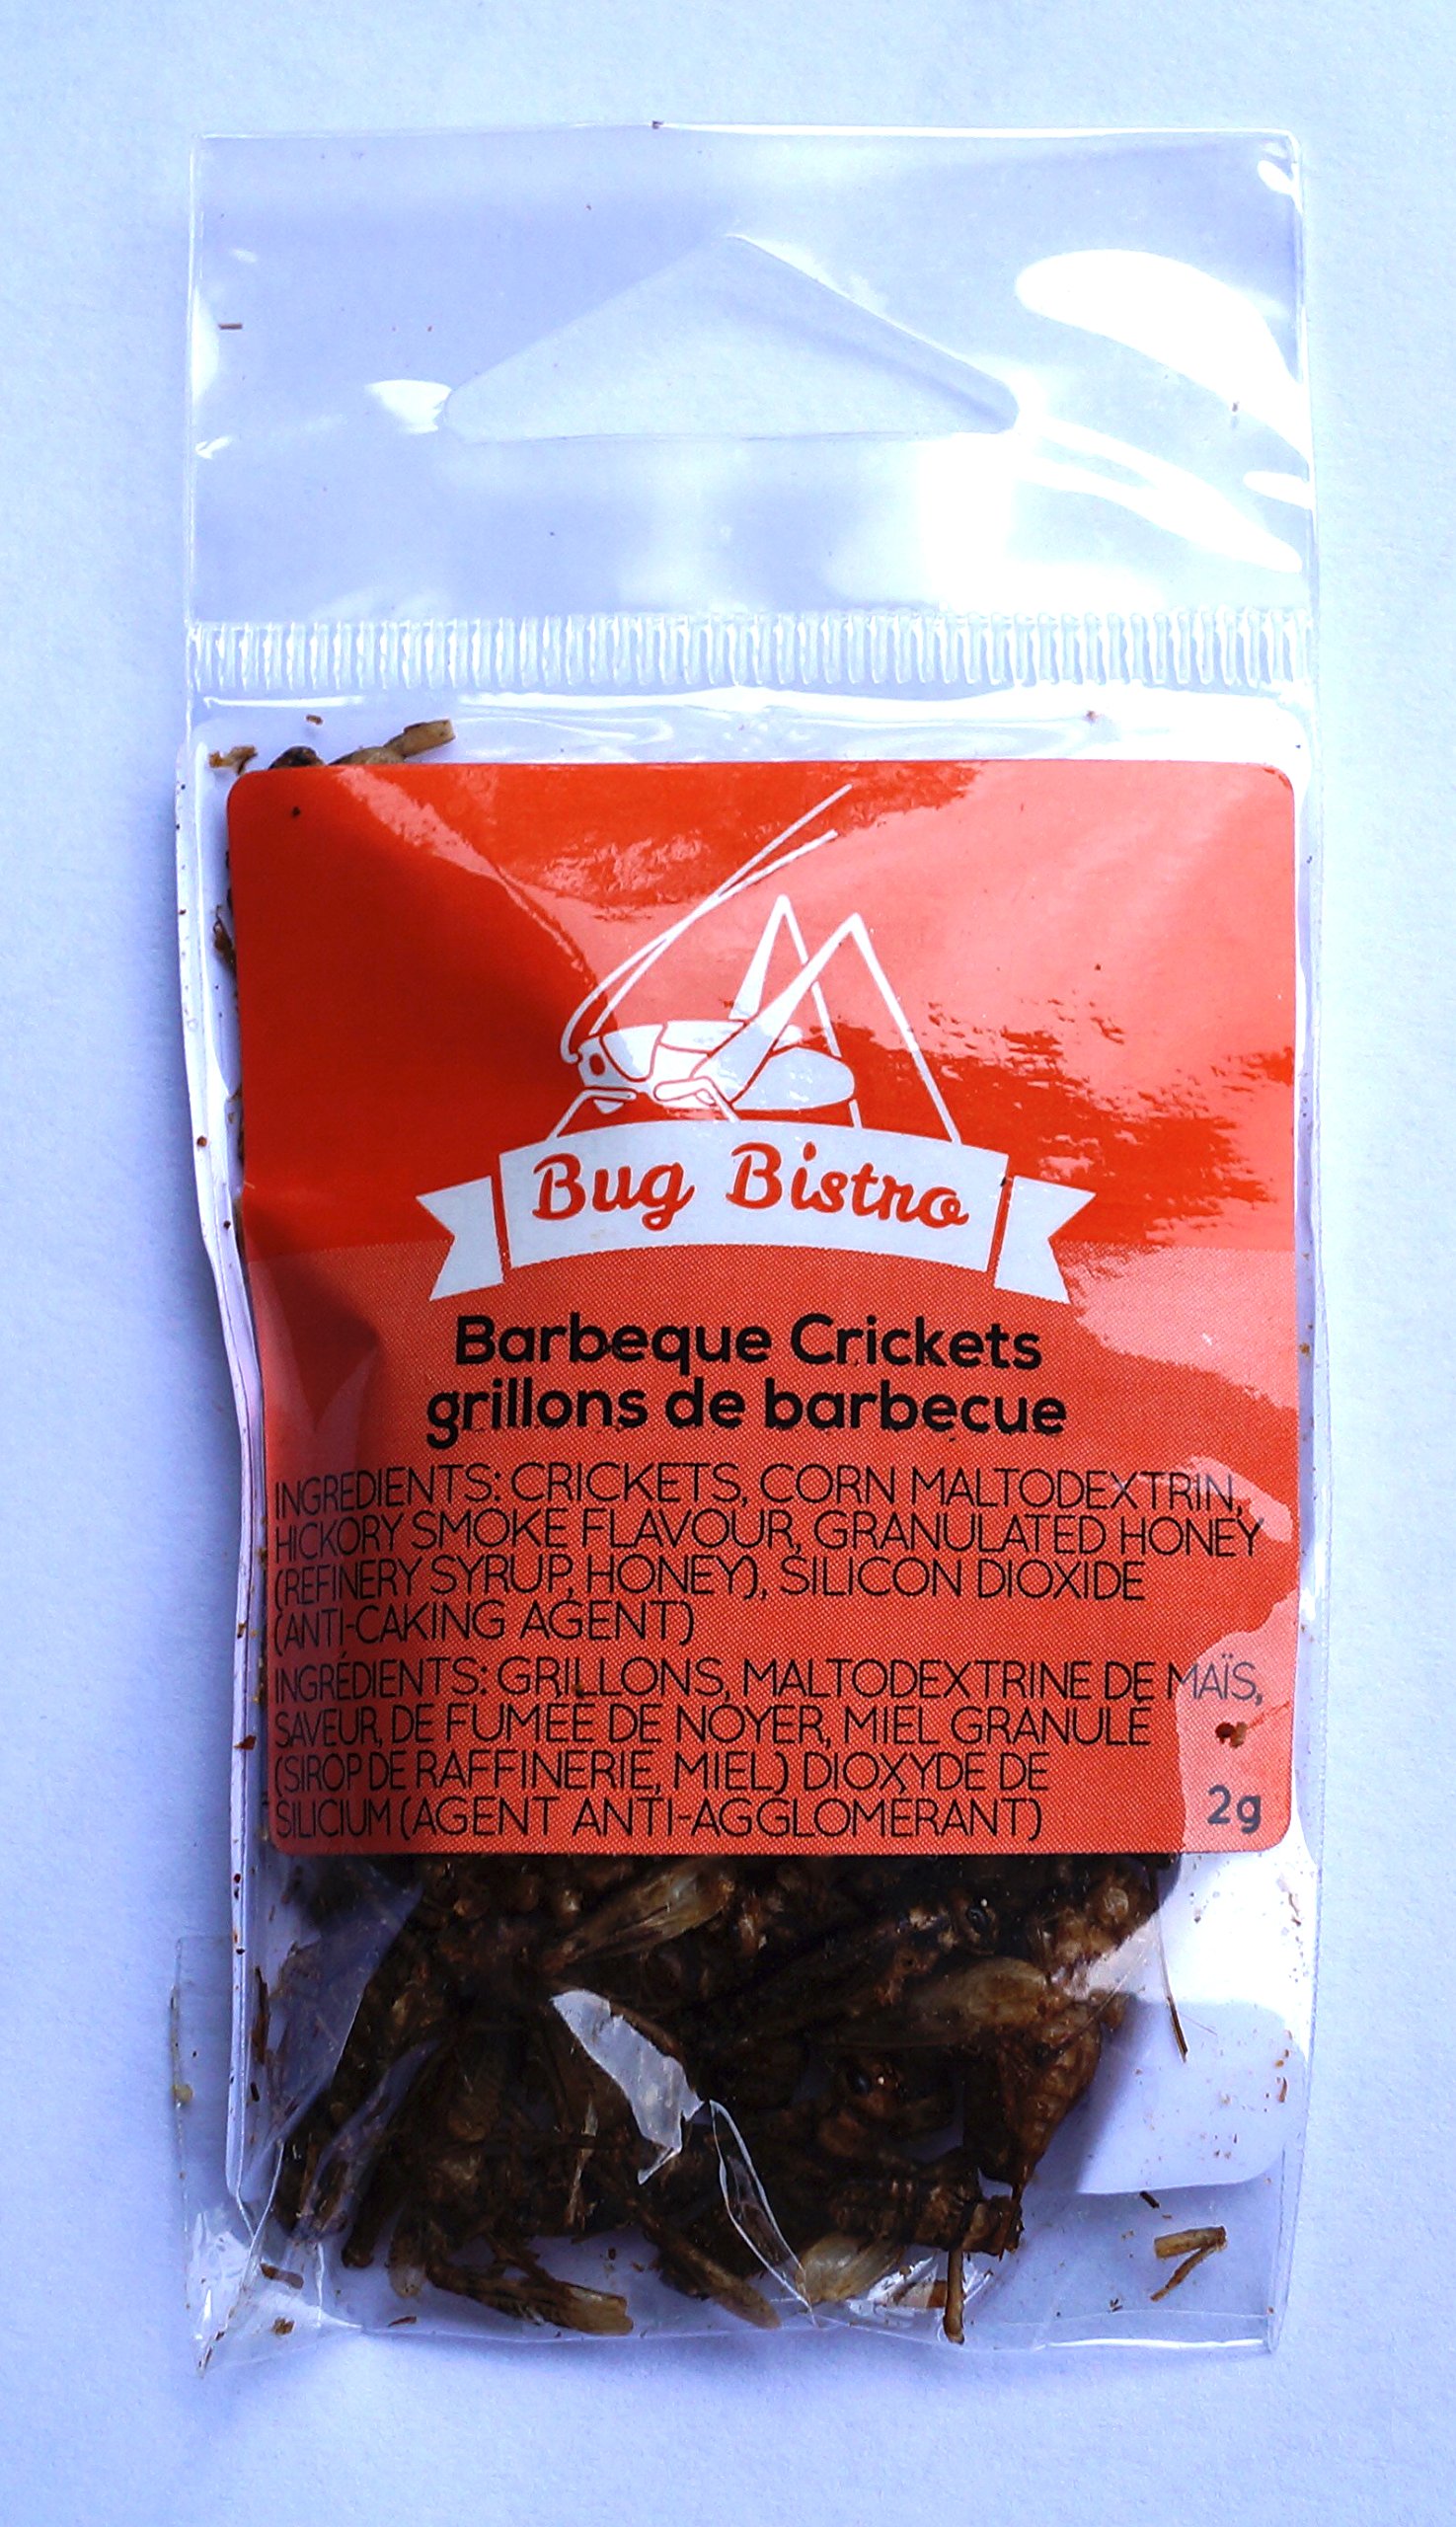 Bug Bistro
Barbeque Crickets
grillons de barbecue
INGREDIENTS: CRICKETS, CORN MALTODEXTRIN,
HICKORY SMOKE FLAVOUR, GRANULATED HONEY
(REFINERY SYRUP, HONEY), SILICON DIOXIDE
(ANTI-CAKING AGENT)
INGRÉDIENTS: GRILLONS, MALTODEXTRINE DE MAÏS,
SAVEUR, DE FUMÉE DE NOYER, MIEL GRANULÉ
(SIROP DE RAFFINERIE, MIEL) DIOXYDE DE
SILICIUM (AGENT ANTI-AGGLOMÉRANT)
2g